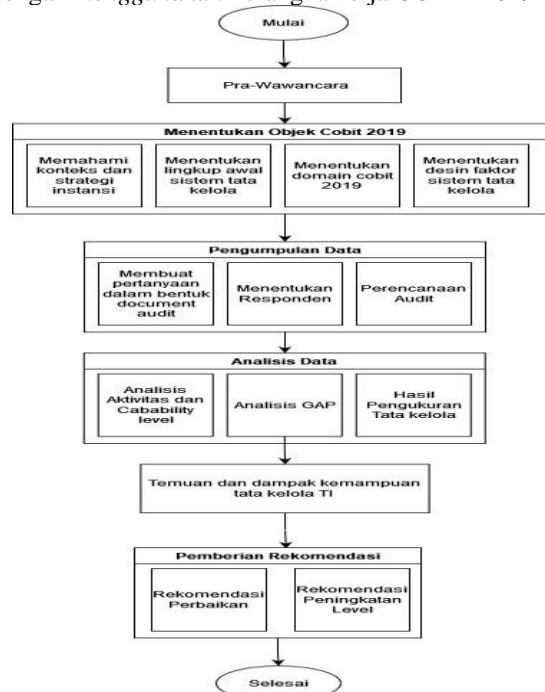 Mulai
Pra-Wawancara
Menentukan Objek Cobit 2019
Memahami
konteks dan
strategi
instansi
Menentukan
lingkup awal
sistem tata
kelola
Menentukan
domain cobit
2019
Menentukan
desin faktor
sistem tata
kelola
Pengumpulan Data
Membuat
pertanyaan
dalam bentuk
document
audit
Menentukan
Responden
Perencanaan
Audit
Analisis Data
Analisis
Aktivitas dan
Cabability
level
Analisis GAP
Hasil
Pengukuran
Tata kelola
Temuan dan dampak kemampuan
tata kelola TI
Pemberian Rekomendasi
Rekomendasi
Perbaikan
Rekomendasi
Peningkatan
Level
Selesai